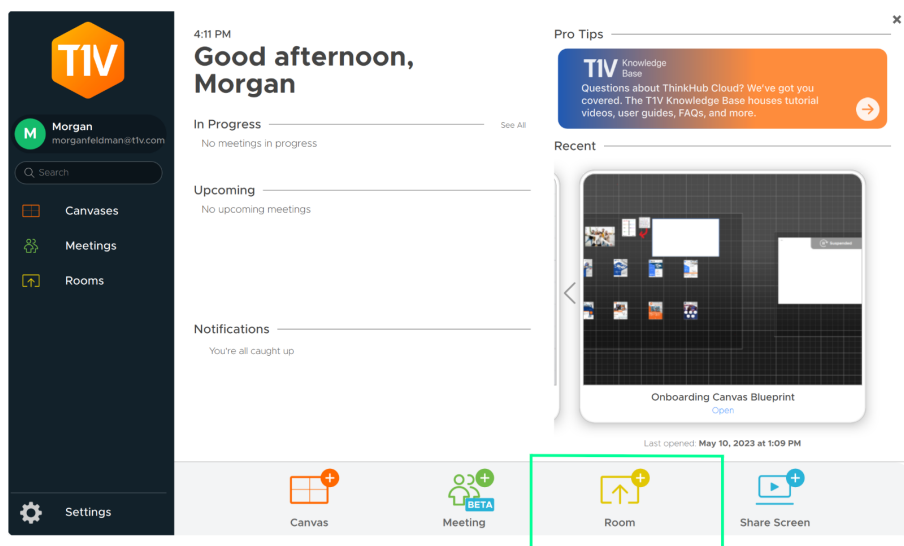 T1V
Morgan
M
morganfeldman@t1v.com
Search
Canvases
Meetings
Rooms
Settings
4:11 PM
Good afternoon,
Morgan
In Progress
See All
No meetings in progress
Upcoming
No upcoming meetings
Notifications
You're all caught up
Pro Tips
T1V Knowledge
Base
Questions about ThinkHub Cloud? We've got you
covered. The T1V Knowledge Base houses tutorial
videos, user guides, FAQs, and more.
Recent
Suspended
Onboarding Canvas Blueprint
Open
Last opened: May 10, 2023 at 1:09 PM
Canvas
BETA
Meeting
Room
Share Screen